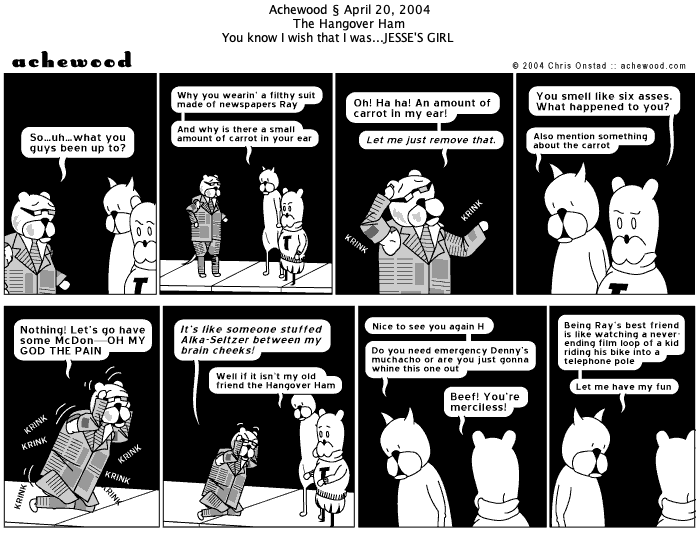 Achewood § April 20, 2004
The Hangover Ham
You know I wish that I was...JESSE'S GIRL
achewood
© 2004 Chris Onstad :: achewood.com
So...uh...what you
guys been up to?
T
Why you wearin' a filthy suit
made of newspapers Ray
And why is there a small
amount of carrot in your ear
T
Oh! Ha ha! An amount of
carrot in my ear!
Let me just remove that.
KRINK
KRINK
You smell like six asses.
What happened to you?
Also mention something
about the carrot
T
Nothing! Let's go have
some McDon—OH MY
GOD THE PAIN
KRINK
KRINK
KRINK
KRINK
KRINK
It's like someone stuffed
Alka-Seltzer between my
brain cheeks!
Well if it isn't my old
friend the Hangover Ham
T
Nice to see you again H
Do you need emergency Denny's
muchacho or are you just gonna
whine this one out
Beef! You're
merciless!
Being Ray's best friend
is like watching a never-
ending film loop of a kid
riding his bike into a
telephone pole
Let me have my fun